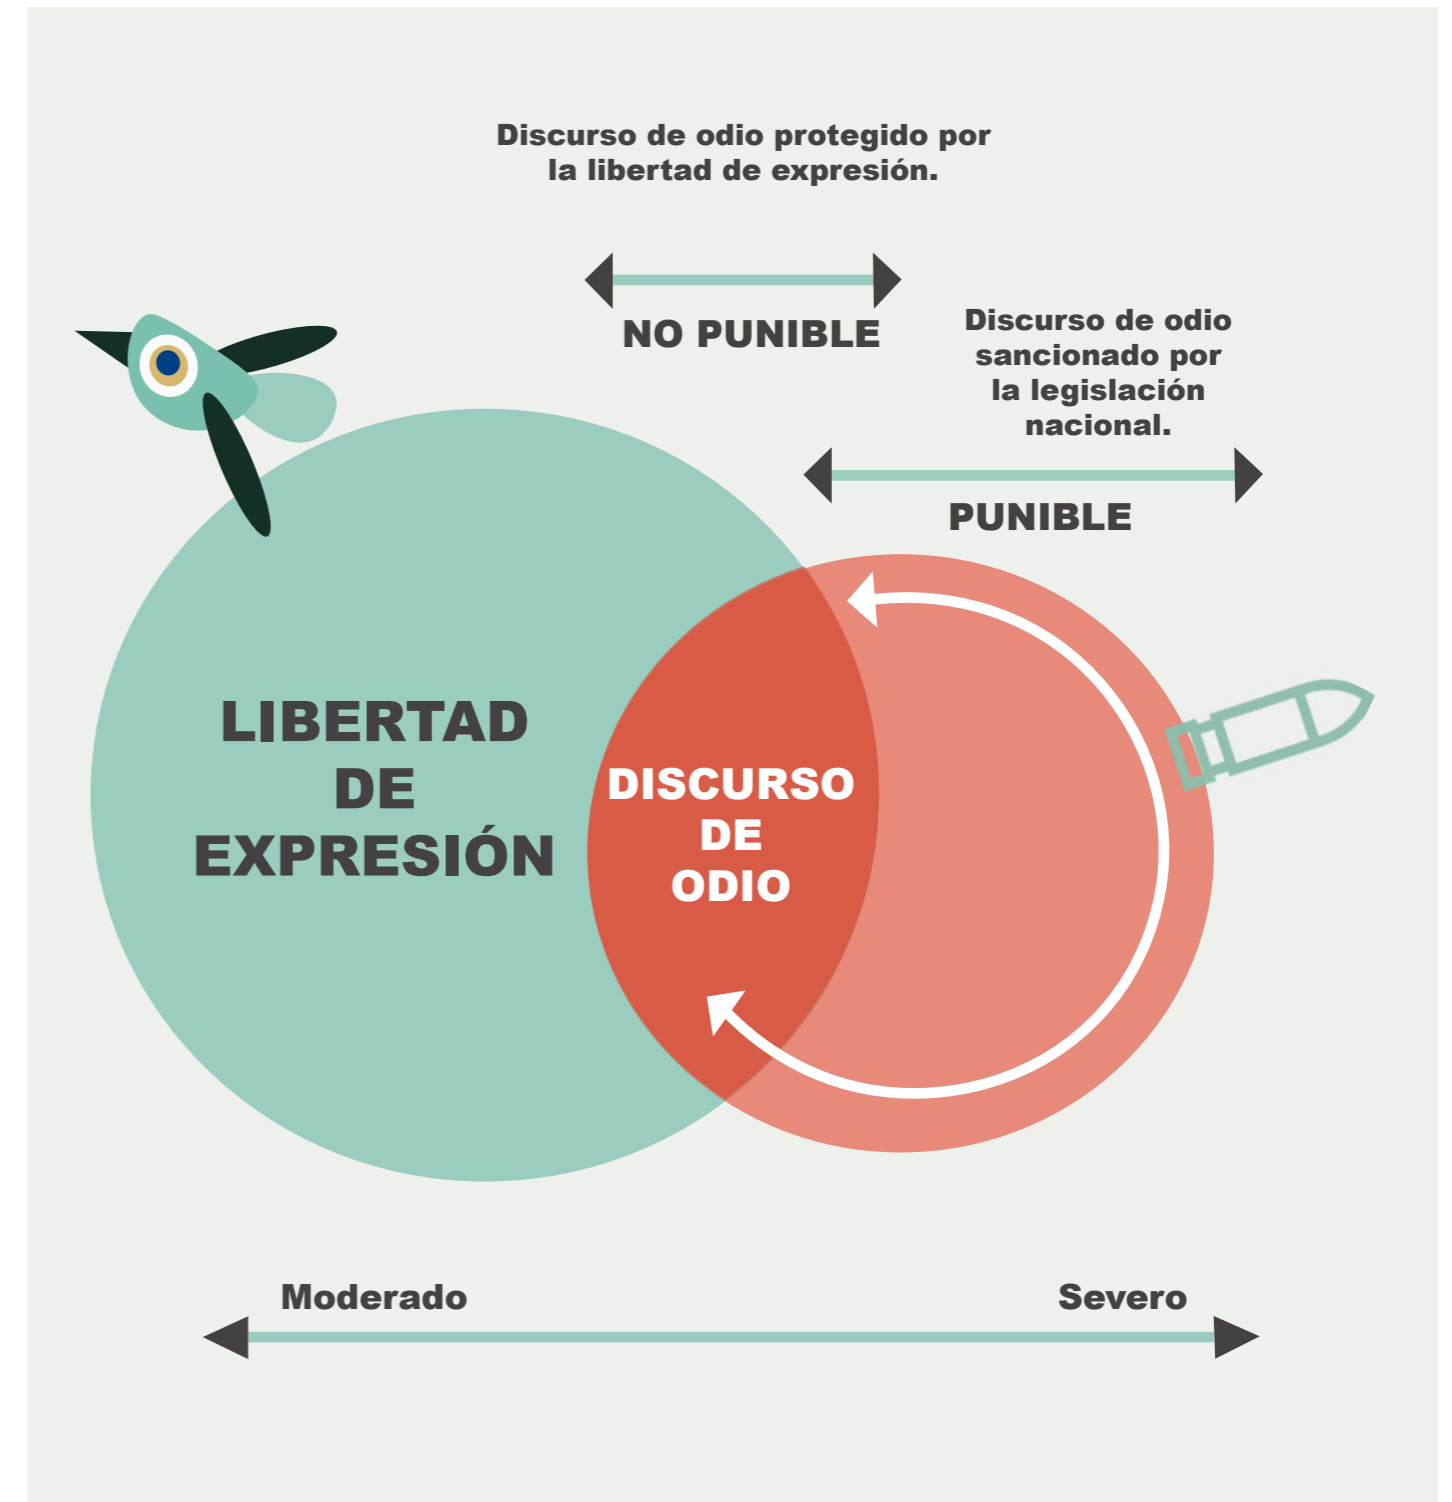 Discurso de odio protegido por
la libertad de expresión.
NO PUNIBLE
Discurso de odio
sancionado por
la legislación
nacional.
PUNIBLE
LIBERTAD
DE
EXPRESIÓN
DISCURSO
DE
ODIO
Moderado
Severo